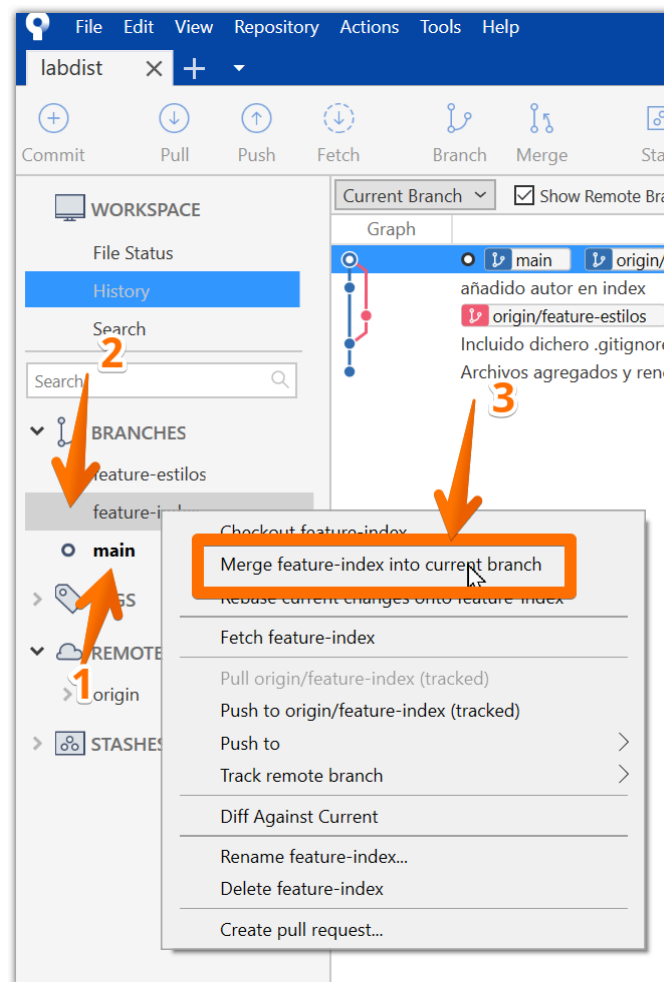 File Edit View Repository Actions Tools Help
labdist
Commit Pull Push Fetch Branch Merge
WORKSPACE
Current Branch Show Remote
Graph
File Status
main origin/
History
añadido autor en index
Search
origin/feature-estilos
2
Incluido dichero
Search
Archivos agregados y
3
BRANCHES
feature-estilos
Checkout feature-index
main
Merge feature-index into current branch
Rebase current changes onto feature-index
Fetch feature-index
1
origin
Pull origin/feature-index (tracked)
Push to origin/feature-index (tracked)
Push to
Track remote branch
Diff Against Current
Rename feature-index...
Delete feature-index
Create pull request...